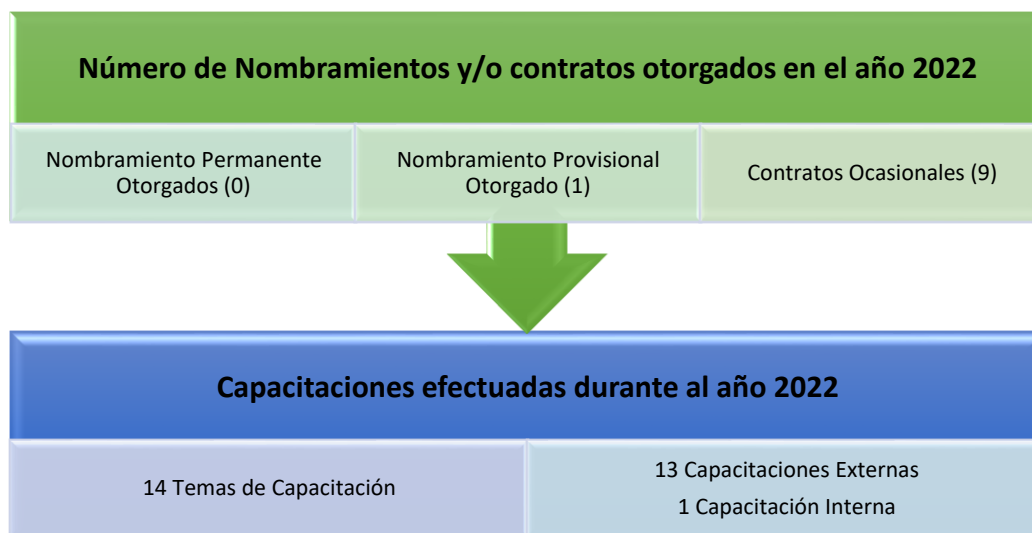 Número de Nombramientos y/o contratos otorgados en el año 2022
Nombramiento Permanente
Otorgados (0)
Nombramiento Provisional
Otorgado (1)
Contratos Ocasionales (9)
Capacitaciones efectuadas durante al año 2022
14 Temas de Capacitación
13 Capacitaciones Externas
1 Capacitación Interna